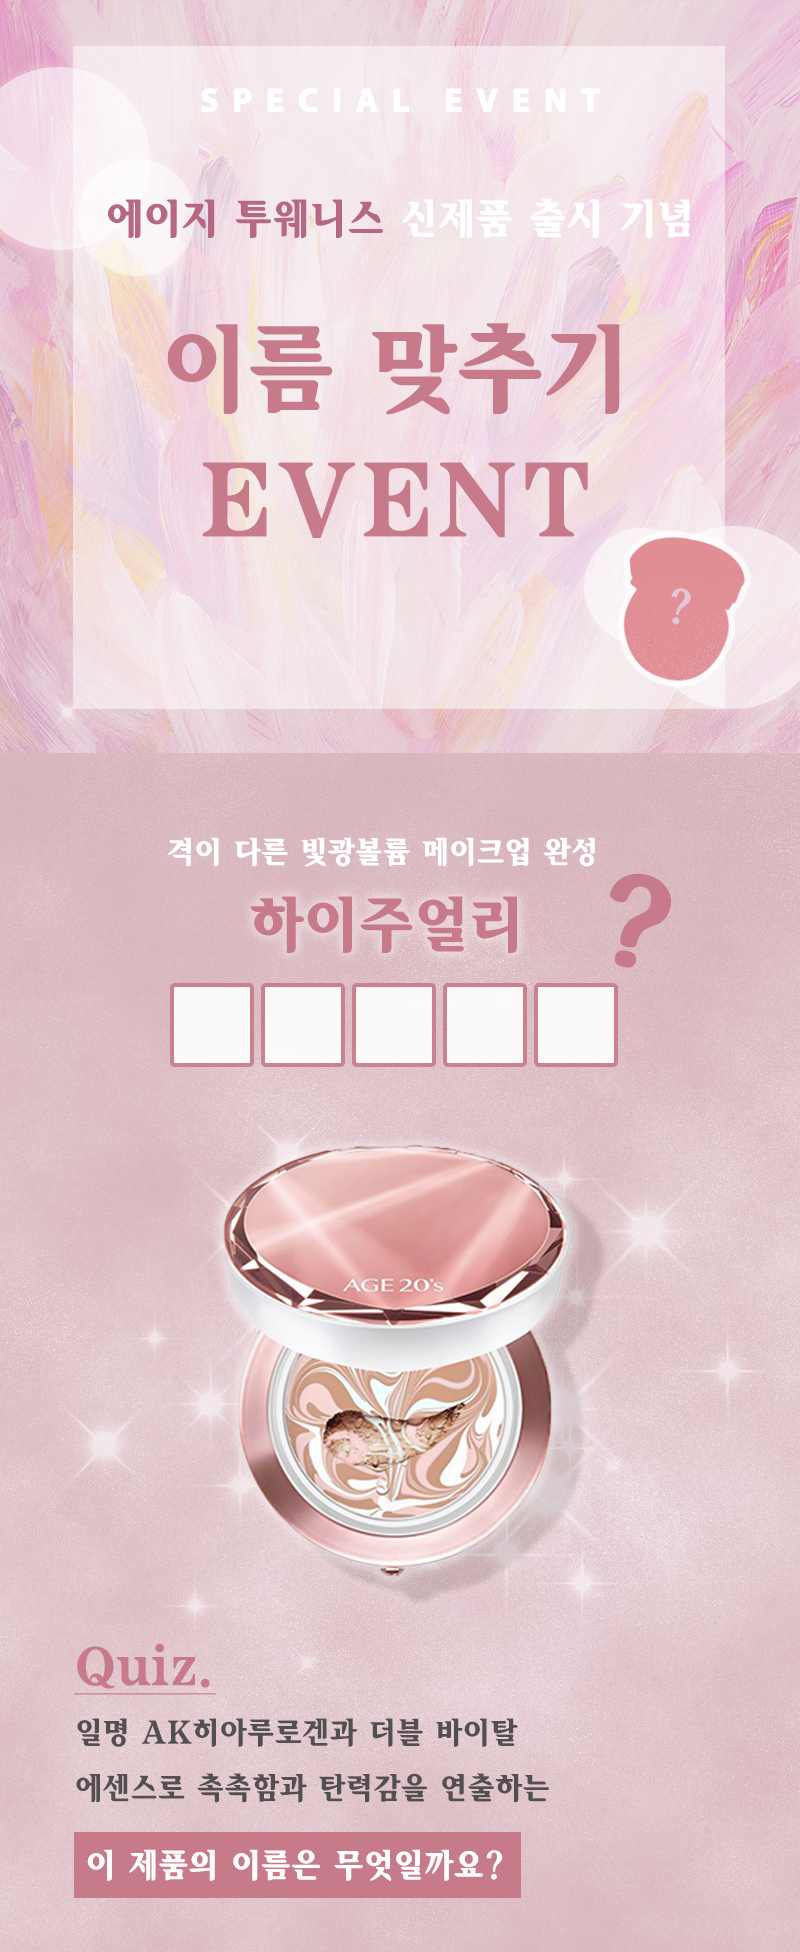 SPECIAL EVENT
에이지 투웨니스 신제품 출시 기념
이름 맞추기
EVENT
?
격이 다른 빛광볼륨 메이크업 완성
하이주얼리 ?
AGE 20's
Quiz.
일명 AK히아루로겐과 더블 바이탈
에센스로 촉촉함과 탄력감을 연출하는
이 제품의 이름은 무엇일까요?